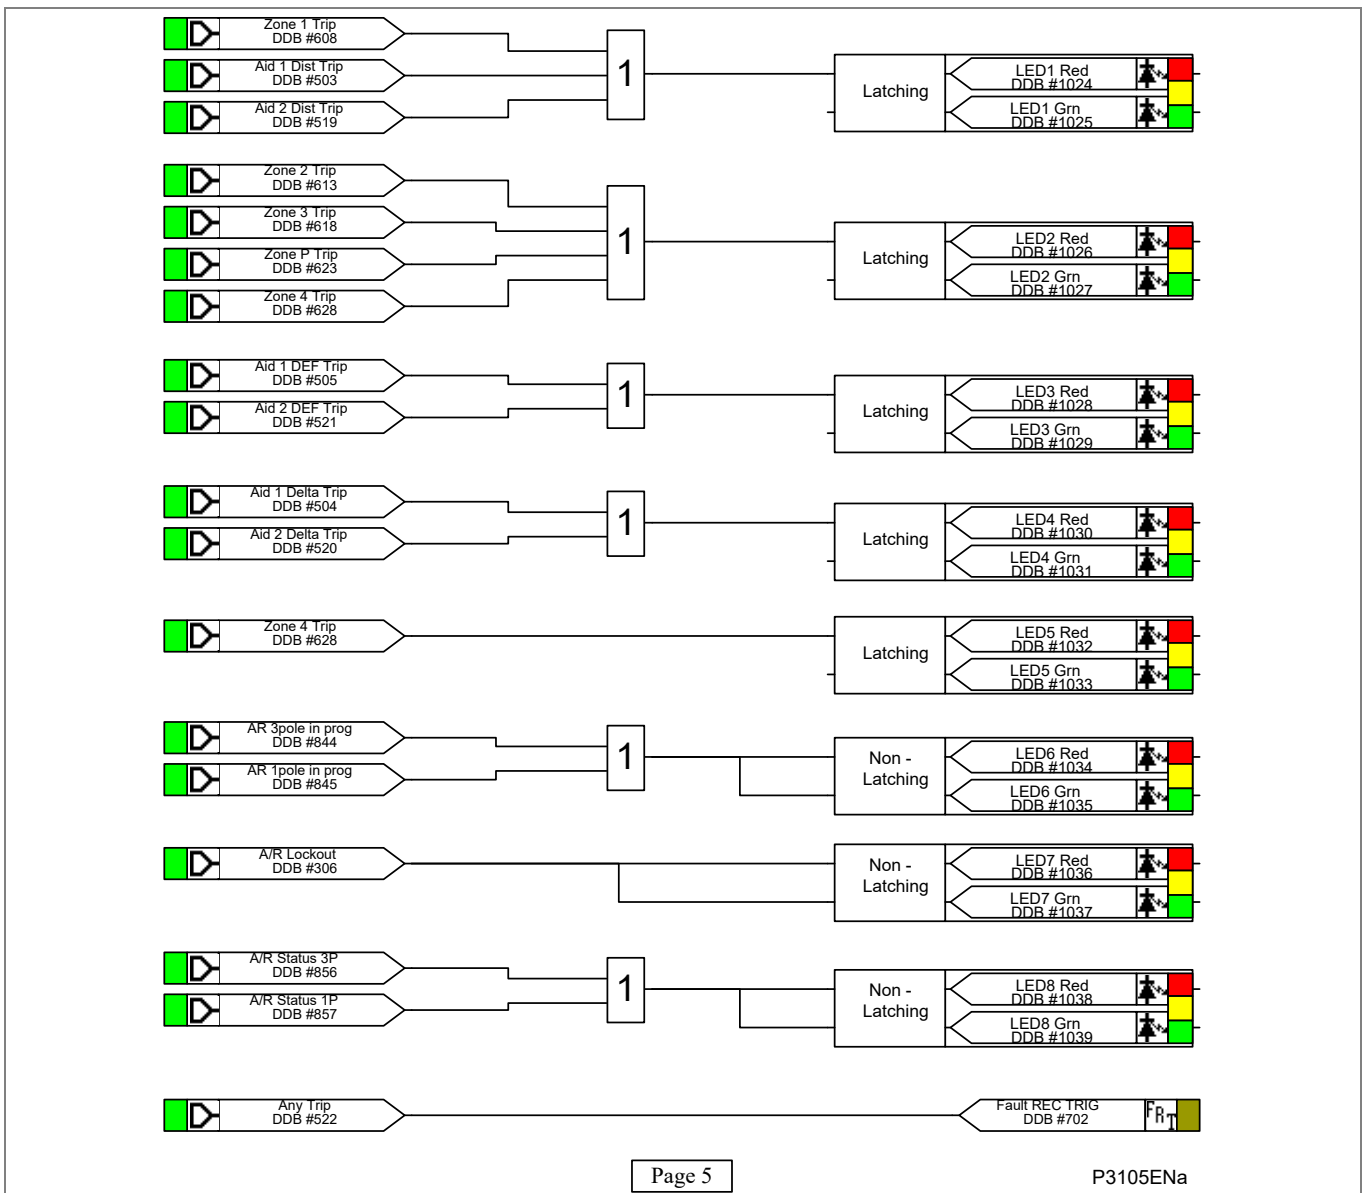 Zone 1 Trip
DDB #608
Aid 1 Dist Trip
DDB #503
Aid 2 Dist Trip
DDB #519
1
Latching
LED1 Red
DDB #1024
LED1 Grn
DDB #1025
Zone 2 Trip
DDB #613
Zone 3 Trip
DDB #618
Zone P Trip
DDB #623
Zone 4 Trip
DDB #628
1
Latching
LED2 Red
DDB #1026
LED2 Grn
DDB #1027
Aid 1 DEF Trip
DDB #505
Aid 2 DEF Trip
DDB #521
1
Latching
LED3 Red
DDB #1028
LED3 Grn
DDB #1029
Aid 1 Delta Trip
DDB #504
Aid 2 Delta Trip
DDB #520
1
Latching
LED4 Red
DDB #1030
LED4 Grn
DDB #1031
Zone 4 Trip
DDB #628
Latching
LED5 Red
DDB #1032
LED5 Grn
DDB #1033
AR 3pole in prog
DDB #844
AR 1pole in prog
DDB #845
1
Non -
Latching
LED6 Red
DDB #1034
LED6 Grn
DDB #1035
A/R Lockout
DDB #306
Non -
Latching
LED7 Red
DDB #1036
LED7 Grn
DDB #1037
A/R Status 3P
DDB #856
A/R Status 1P
DDB #857
1
Non -
Latching
LED8 Red
DDB #1038
LED8 Grn
DDB #1039
Any Trip
DDB #522
Fault REC TRIG
DDB #702
FRT
Page 5
P3105ENa